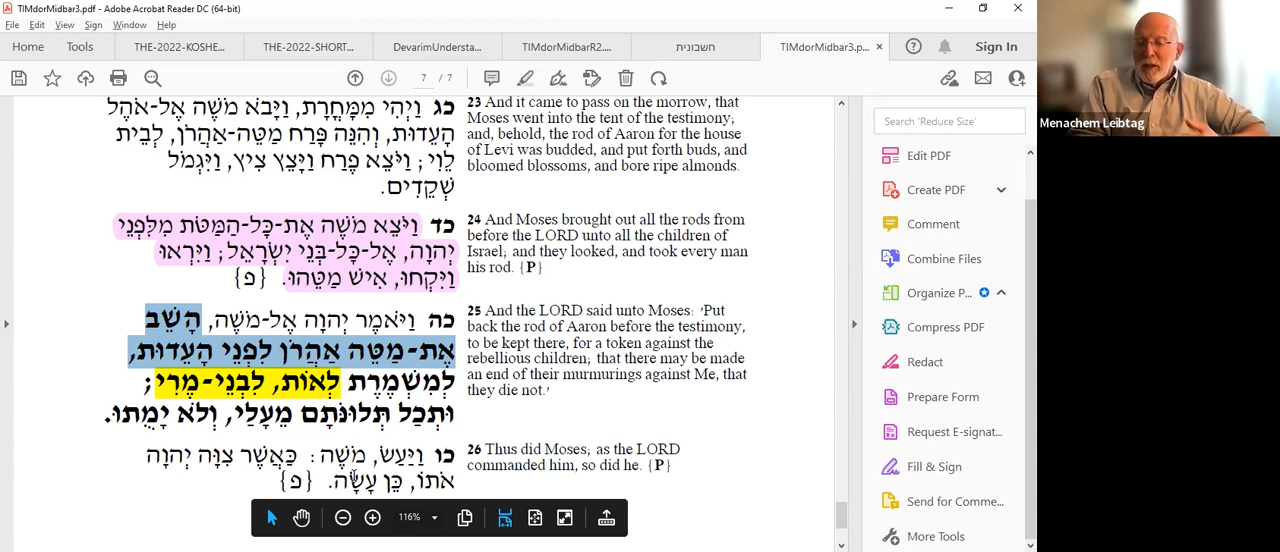 TIMdorMidbar3.pdf - Adobe Acrobat Reader DC (64-bit)
File Edit View Sign Window Help
Home Tools THE-2022-KOSHE... THE-2022-SHORT... DevarimUndersta... TIMdorMidbarR2.... חשבונית TIMdorMidbar3.p... × Sign In
7 / 7
Search 'Reduce Size'
Edit PDF
Create PDF
Comment
Combine Files
Organize P...
Compress PDF
Redact
Prepare Form
Request E-signat...
Fill & Sign
Send for Comme...
More Tools
Menachem Leibtag
כג וַיְהִי מִמָּחֳרָת, וַיָּבֹא מֹשֶׁה אֶל-אֹהֶל
הָעֵדוּת, וְהִנֵּה פָּרַח מַטֵּה-אַהֲרֹן, לְבֵית
לֵוִי; וַיֹּצֵא פֶרַח וַיָּצֵץ צִיץ, וַיִּגְמֹל
שְׁקֵדִים.
23 And it came to pass on the morrow, that
Moses went into the tent of the testimony;
and, behold, the rod of Aaron for the house
of Levi was budded, and put forth buds, and
bloomed blossoms, and bore ripe almonds.
כד וַיֹּצֵא מֹשֶׁה אֶת-כָּל-הַמַּטֹּת מִלִּפְנֵי
יְהוָה, אֶל-כָּל-בְּנֵי יִשְׂרָאֵל; וַיִּרְאוּ
וַיִּקְחוּ, אִישׁ מַטֵּהוּ. {פ}
24 And Moses brought out all the rods from
before the LORD unto all the children of
Israel; and they looked, and took every man
his rod. {P}
כה וַיֹּאמֶר יְהוָה אֶל-מֹשֶׁה, הָשֵׁב
אֶת-מַטֵּה אַהֲרֹן לִפְנֵי הָעֵדוּת,
לְמִשְׁמֶרֶת לְאוֹת, לִבְנֵי-מֶרִי;
וּתְכַל תְּלוּנֹּתָם מֵעָלַי, וְלֹא יָמֻתוּ.
25 And the LORD said unto Moses: 'Put
back the rod of Aaron before the testimony,
to be kept there, for a token against the
rebellious children; that there may be made
an end of their murmurings against Me, that
they die not.'
כו וַיַּעַשׂ, מֹשֶׁה: כַּאֲשֶׁר צִוָּה יְהוָה
אֹתוֹ, כֵּן עָשָׂה. {פ}
26 Thus did Moses; as the LORD
commanded him, so did he. {P}
116%